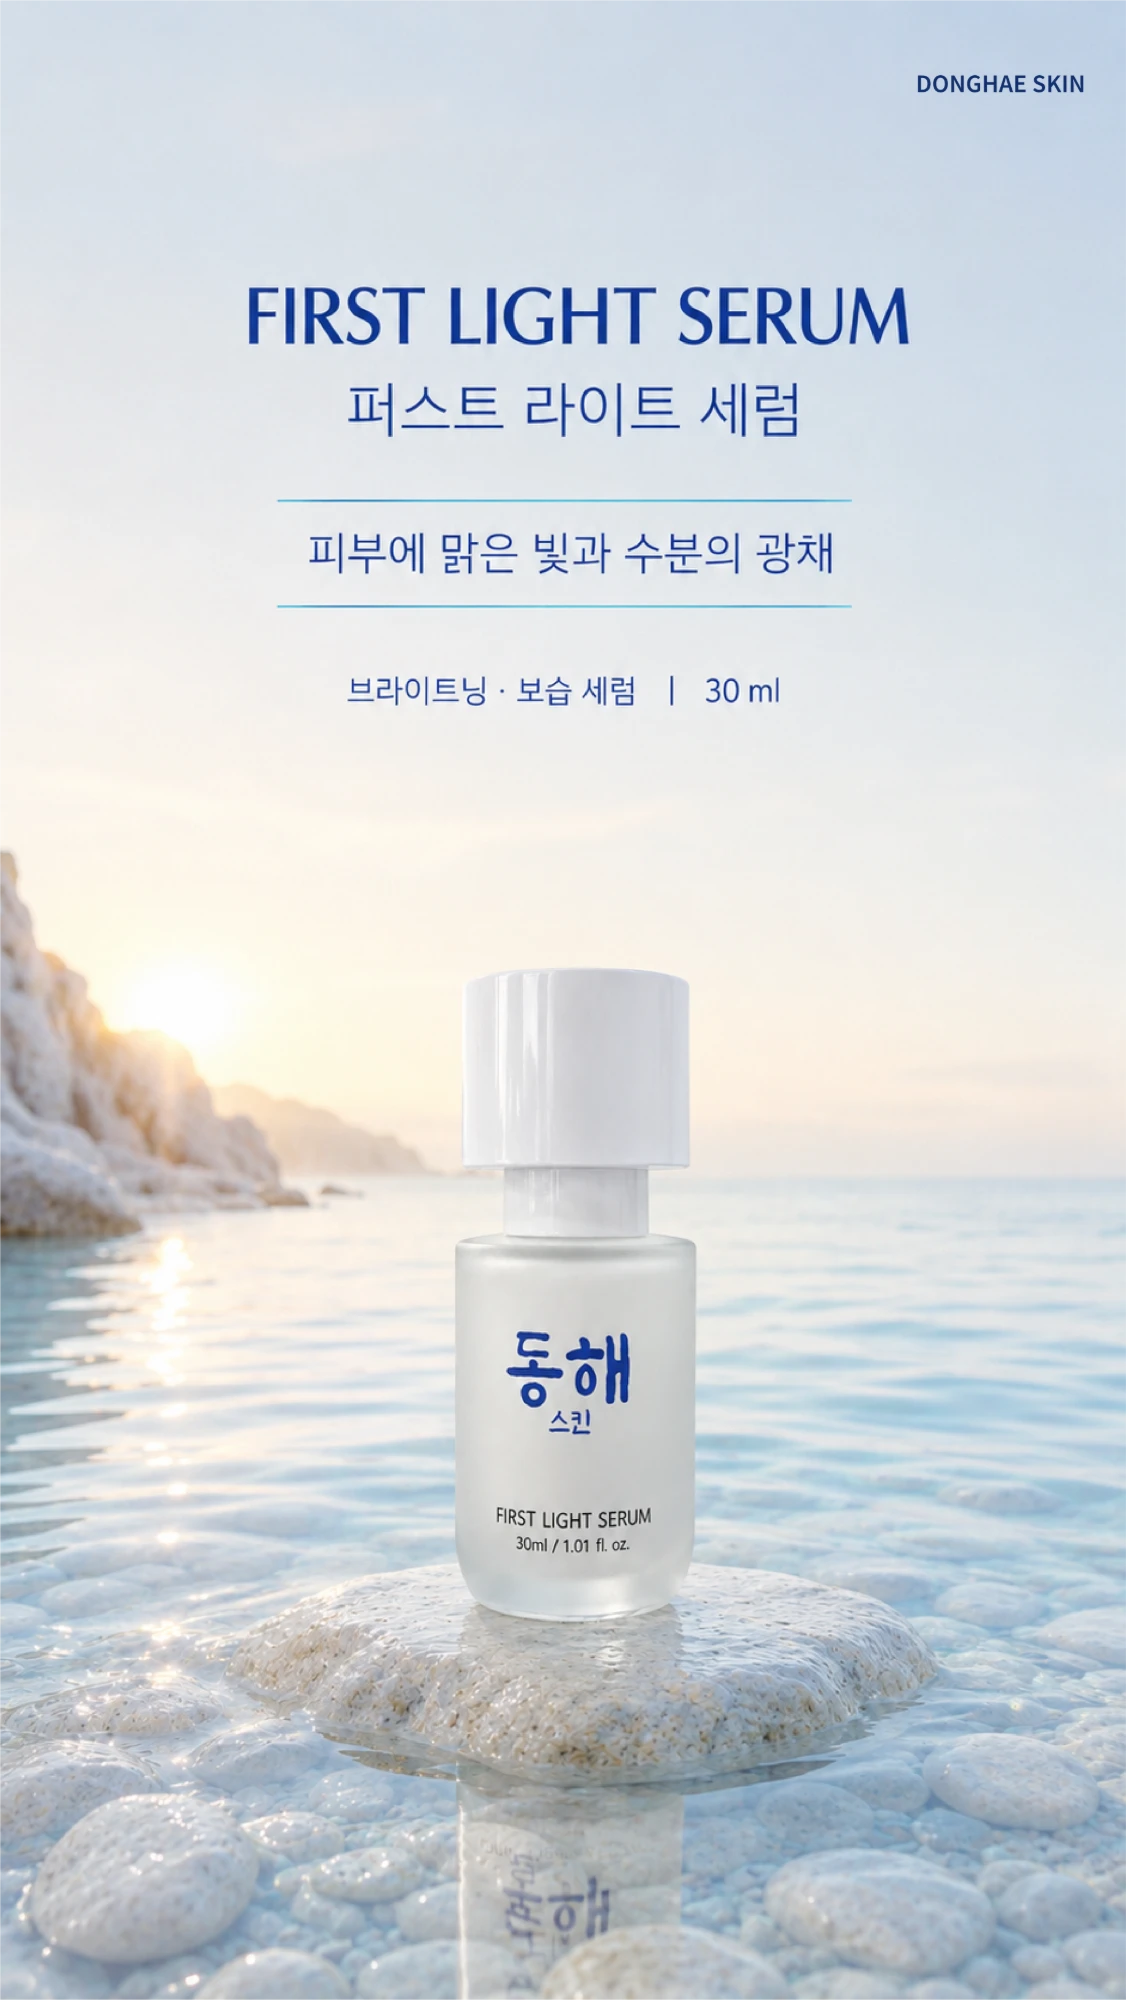 DONGHAE SKIN
FIRST LIGHT SERUM
퍼스트 라이트 세럼
피부에 맑은 빛과 수분의 광채
브라이트닝 · 보습 세럼 | 30 ml
동해
스킨
FIRST LIGHT SERUM
30ml / 1.01 fl. oz.